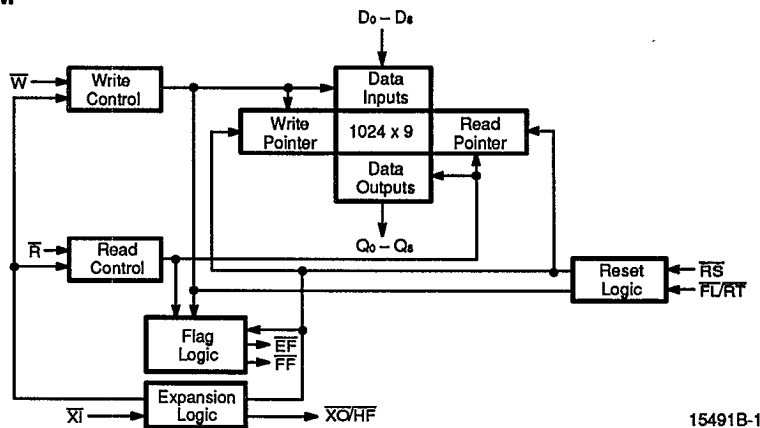 D0 – D8
W
Write
Control
Data
Inputs
Write
Pointer
1024 x 9
Read
Pointer
Data
Outputs
Q0 – Q8
R
Read
Control
Reset
Logic
RS
FL/RT
Flag
Logic
EF
FF
Expansion
Logic
XI
XO/HF
15491B-1